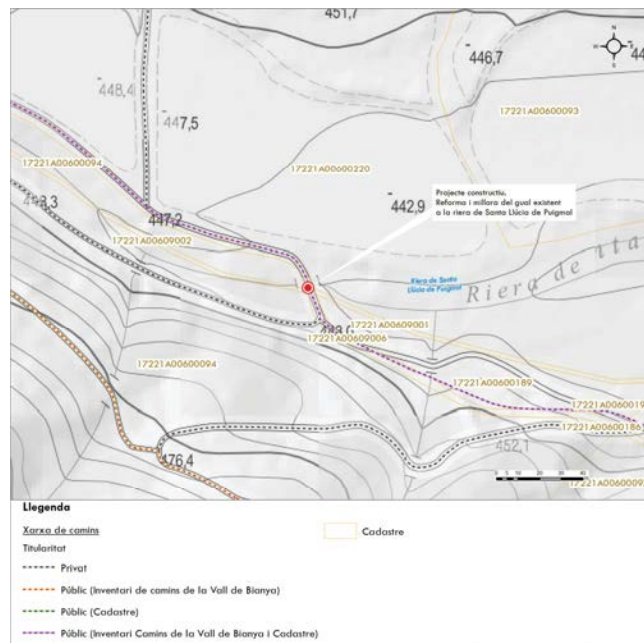 451,7
446,7
N
W
E
S
448,4
447,5
17221A00600093
17221A00600094
17221A00600220
Projecte constructiu.
Reforma i millora del gual existent
a la riera de Santa Llúcia de Puigmal
442,9
447,2
17221A00609002
Riera de Santa
Llúcia de Puigmal
Riera de
17221A00609001
17221A00609006
17221A00600094
17221A00600189
17221A00600186
452,1
476,4
Llegenda
Xarxa de camins
Cadastre
Titularitat
Privat
Públic (Inventari de camins de la Vall de Bianya)
Públic (Cadastre)
Públic (Inventari Camins de la Vall de Bianya i Cadastre)